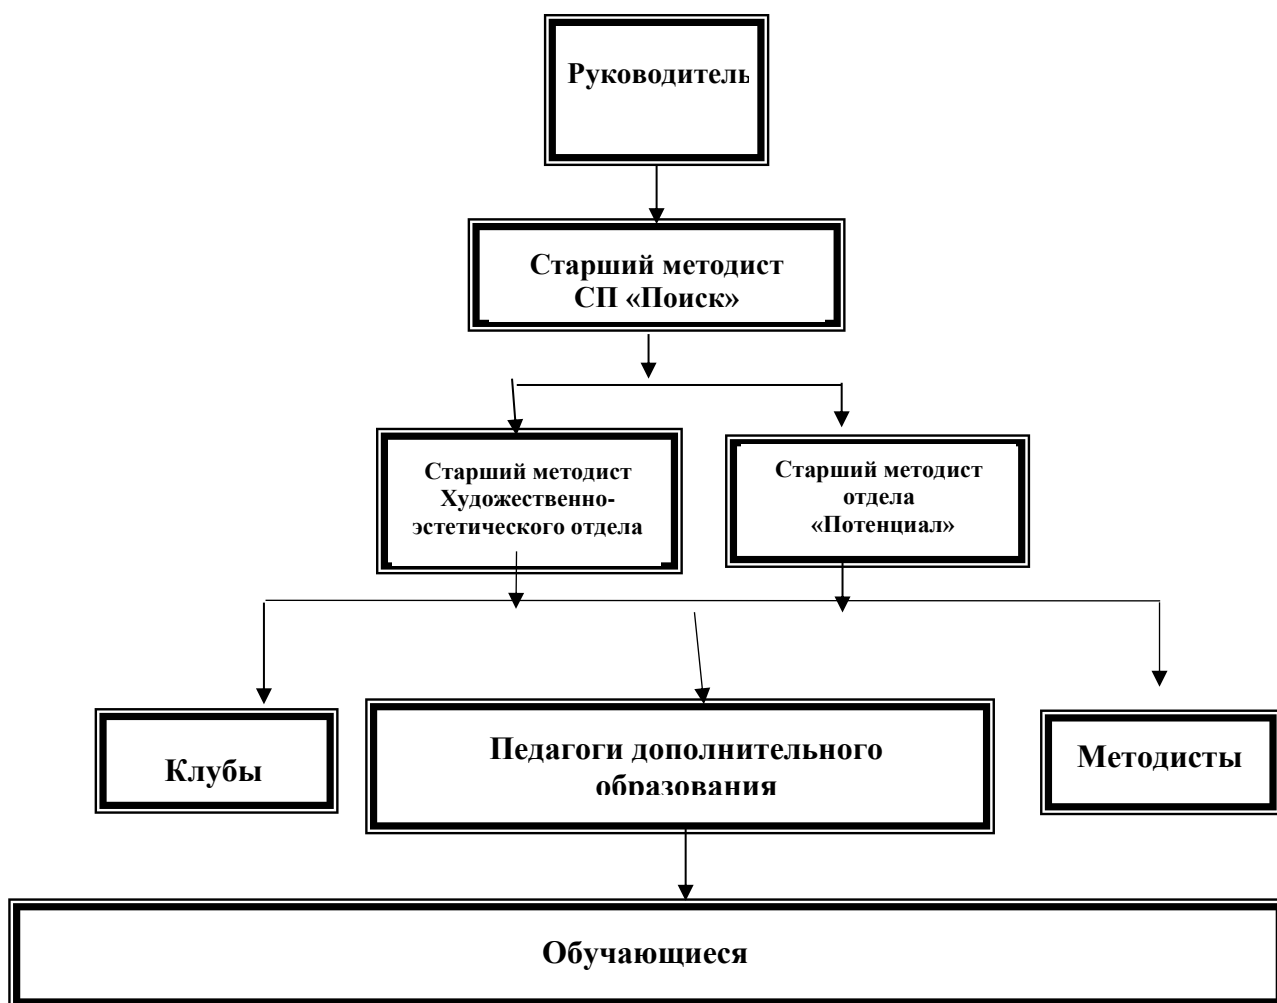 Руководитель
Старший методист
СП «Поиск»
Старший методист
Художественно-
эстетического отдела
Старший методист
отдела
«Потенциал»
Клубы
Педагоги дополнительного
образования
Методисты
Обучающиеся